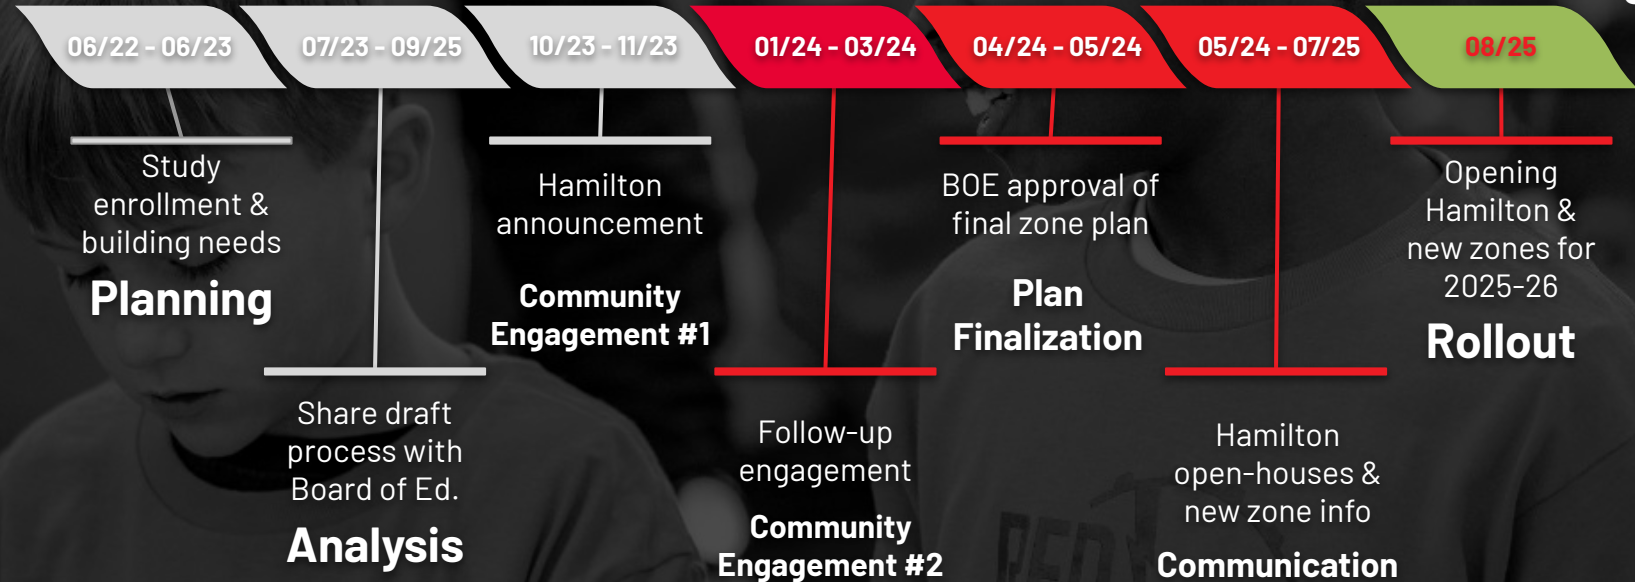 06/22 - 06/23
07/23 - 09/25
10/23 - 11/23
01/24 - 03/24
04/24 - 05/24
05/24 - 07/25
08/25
Study
enrollment &
building needs
Planning
Share draft
process with
Board of Ed.
Analysis
Hamilton
announcement
Community
Engagement #1
Follow-up
engagement
Community
Engagement #2
BOE approval of
final zone plan
Plan
Finalization
Hamilton
open-houses &
new zone info
Communication
Opening
Hamilton &
new zones for
2025-26
Rollout